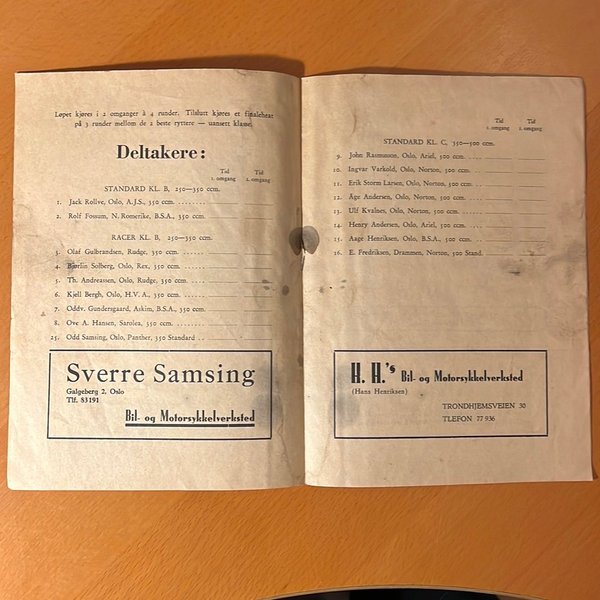 Løpet kjøres i 2 omganger à 4 runder. Tilslutt kjøres et finaleheat
på 3 runder mellom de 2 beste ryttere — uansett klasse.
Deltakere:
Tid Tid
1. omgang 2. omgang
STANDARD KL. B, 250—350 ccm.
1. Jack Rollve, Oslo, A.J.S., 350 ccm.
2. Rolf Fossum, N. Romerike, B.S.A., 350 ccm.
RACER KL. B, 250—350 ccm.
3. Olaf Gulbrandsen, Rudge, 350 ccm.
4. Bjørlin Solberg, Oslo, Rex, 350 ccm.
5. Th. Andreassen, Oslo, Rudge, 350 ccm.
6. Kjell Bergh, Oslo, H.V.A., 350 ccm.
7. Oddv. Gundersgaard, Askim, B.S.A., 350 ccm.
8. Ove A. Hansen, Sarolea, 350 ccm.
25. Odd Samsing, Oslo, Panther, 350 Standard
Sverre Samsing
Galgeberg 2, Oslo
Tlf. 83191
Bil- og Motorsykkelverksted
Tid Tid
1. omgang 2. omgang
STANDARD KL. C, 350—500 ccm.
9. John Rasmusson, Oslo, Ariel, 500 ccm.
10. Ingvar Varkold, Oslo, Norton, 500 ccm.
11. Erik Storm Larsen, Oslo, Norton, 500 ccm.
12. Åge Andersen, Oslo, Norton, 500 ccm.
13. Ulf Kvalnes, Oslo, Norton, 500 ccm.
14. Henry Andersen, Oslo, Ariel, 500 ccm.
15. Aage Henriksen, Oslo, B.S.A., 500 ccm.
16. E. Fredriksen, Drammen, Norton, 500 Stand.
H. H.'s Bil- og Motorsykkelverksted
(Hans Henriksen)
TRONDHJEMSVEIEN 30
TLEFON 77 936